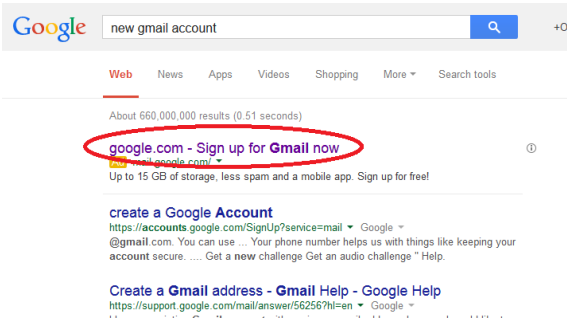 Google new gmail account +
Web News Apps Videos Shopping More Search tools
About 660,000,000 results (0.51 seconds)
google.com - Sign up for Gmail now
Ad mail.google.com/
Up to 15 GB of storage, less spam and a mobile app. Sign up for free!
create a Google Account
https://accounts.google.com/SignUp?service=mail Google
@gmail.com. You can use ... Your phone number helps us with things like keeping your
account secure. .... Get a new challenge Get an audio challenge " Help.
Create a Gmail address - Gmail Help - Google Help
https://support.google.com/mail/answer/56256?hl=en Google